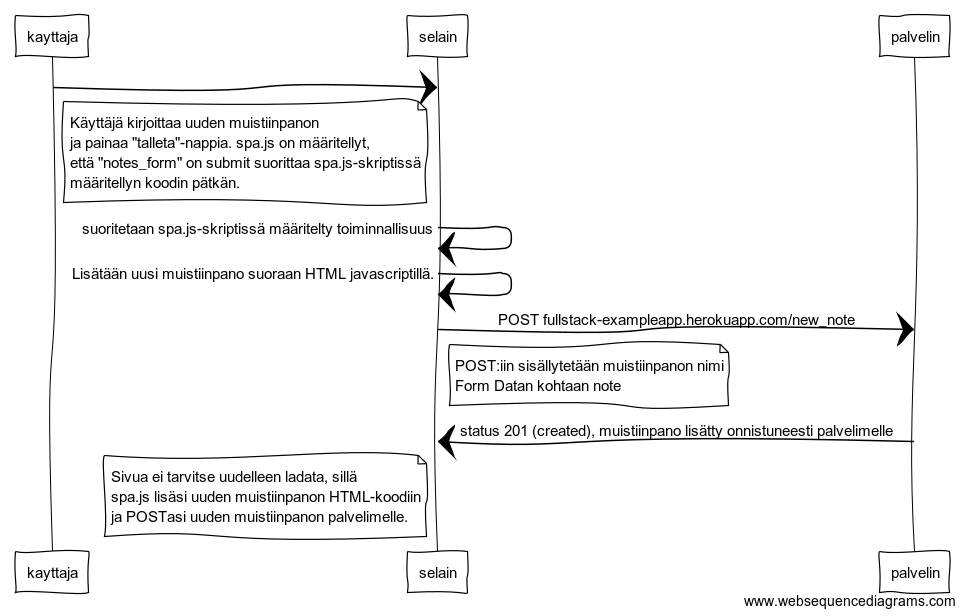 kayttaja
selain
palvelin
Käyttäjä kirjoittaa uuden muistiinpanon
ja painaa "talleta"-nappia. spa.js on määritellyt,
että "notes_form" on submit suorittaa spa.js-skriptissä
määritellyn koodin pätkän.
suoritetaan spa.js-skriptissä määritelty toiminnallisuus
Lisätään uusi muistiinpano suoraan HTML javascriptillä.
POST fullstack-exampleapp.herokuapp.com/new_note
POST:iin sisällytetään muistiinpanon nimi
Form Datan kohtaan note
status 201 (created), muistiinpano lisätty onnistuneesti palvelimelle
Sivua ei tarvitse uudelleen ladata, sillä
spa.js lisäsi uuden muistiinpanon HTML-koodiin
ja POSTasi uuden muistiinpanon palvelimelle.
kayttaja
selain
palvelin
www.websequencediagrams.com